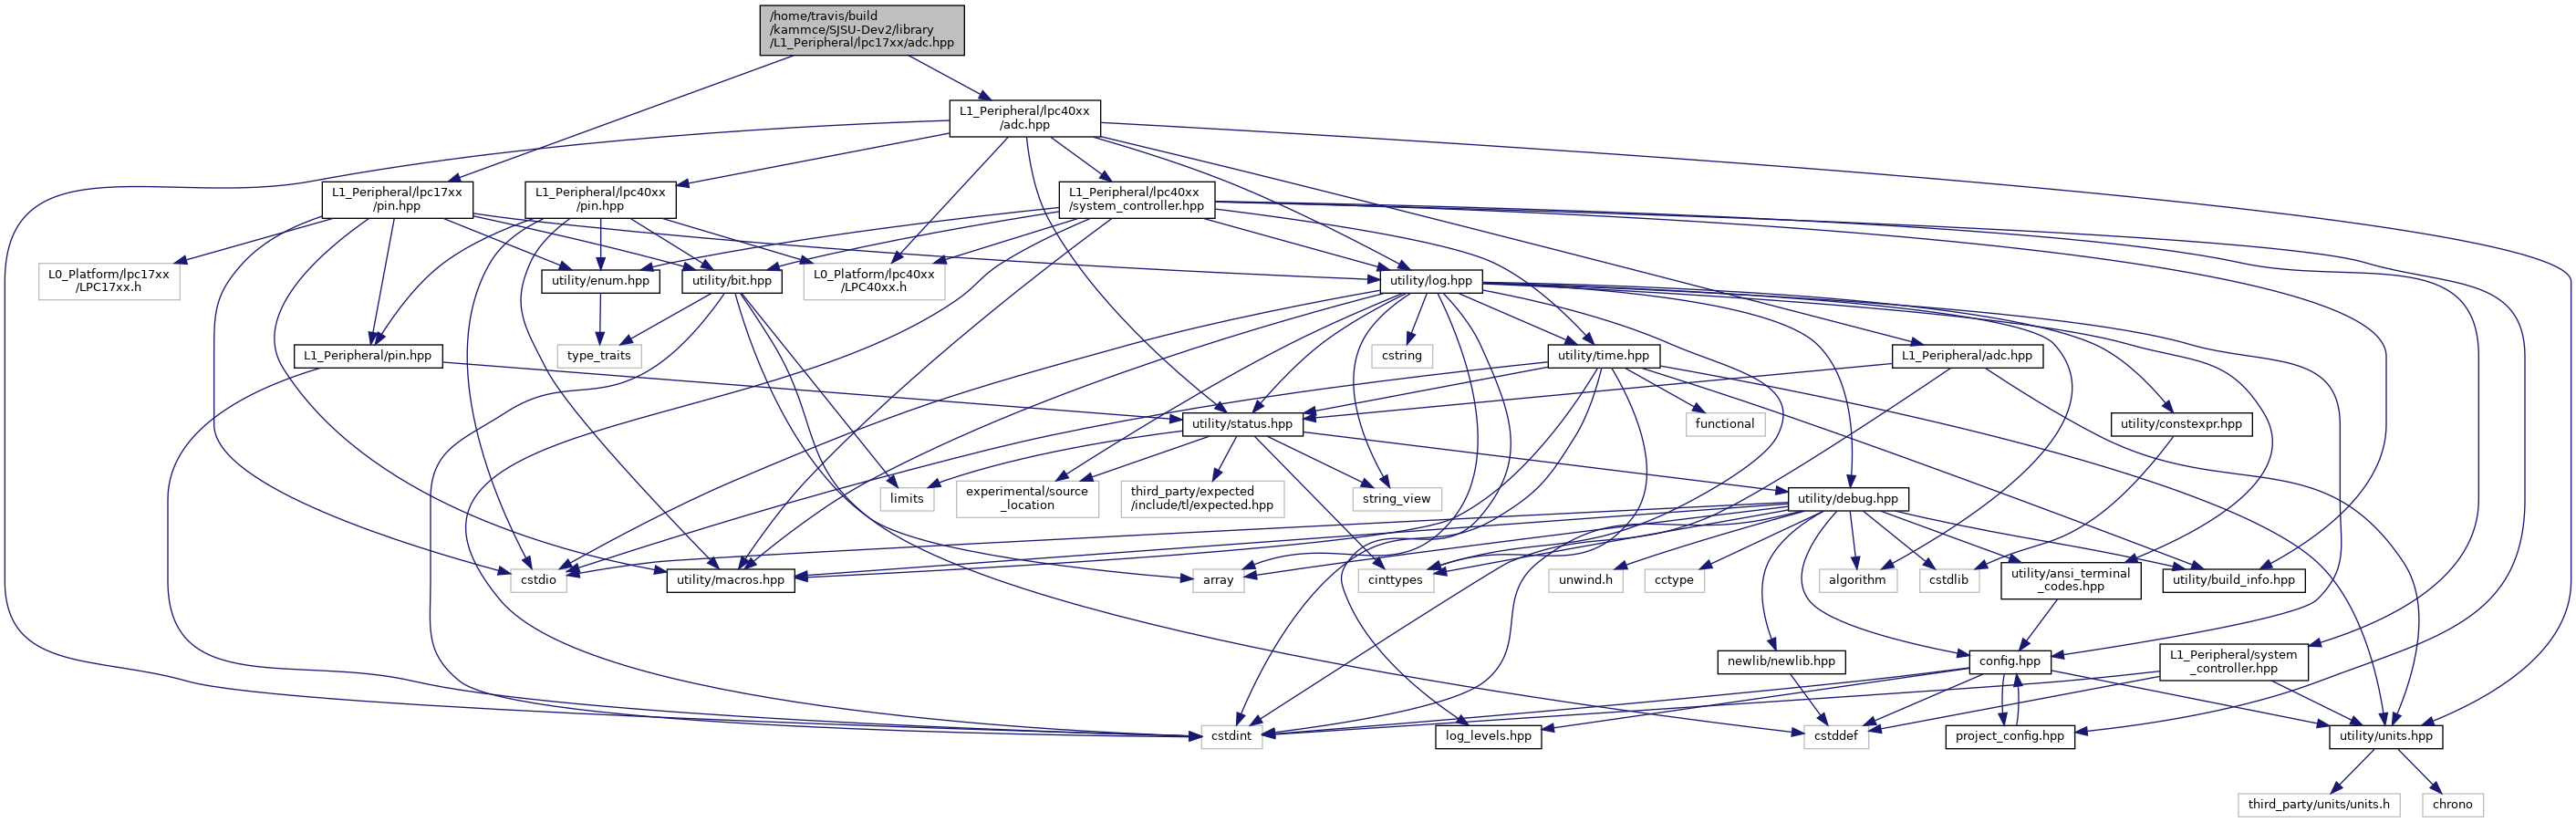 /home/travis/build
/kammce/SJSU-Dev2/library
/L1_Peripheral/lpc17xx/adc.hpp
L1_Peripheral/lpc40xx
/adc.hpp
L1_Peripheral/lpc17xx
/pin.hpp
L1_Peripheral/lpc40xx
/pin.hpp
L1_Peripheral/lpc40xx
/system_controller.hpp
L0_Platform/lpc17xx
/LPC17xx.h
utility/enum.hpp
utility/bit.hpp
L0_Platform/lpc40xx
/LPC40xx.h
utility/log.hpp
L1_Peripheral/pin.hpp
type_traits
cstring
utility/time.hpp
L1_Peripheral/adc.hpp
utility/status.hpp
functional
utility/constexpr.hpp
limits
experimental/source
_location
third_party/expected
/include/tl/expected.hpp
string_view
utility/debug.hpp
cstdio
utility/macros.hpp
array
cinttypes
unwind.h
cctype
algorithm
cstdlib
utility/ansi_terminal
_codes.hpp
utility/build_info.hpp
newlib/newlib.hpp
config.hpp
L1_Peripheral/system
_controller.hpp
cstdint
log_levels.hpp
cstddef
project_config.hpp
utility/units.hpp
third_party/units/units.h
chrono